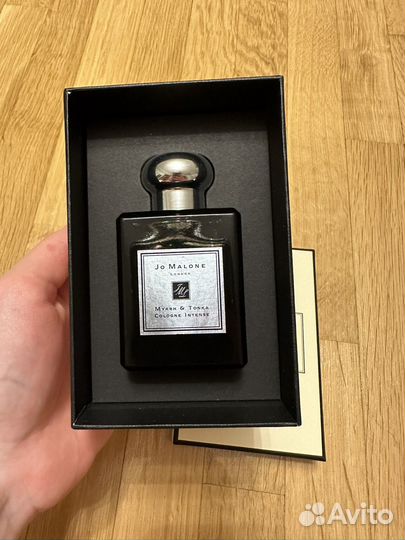 JO MALONE
LONDON
MYRRH & TONKA
COLOGNE INTENSE
Avito